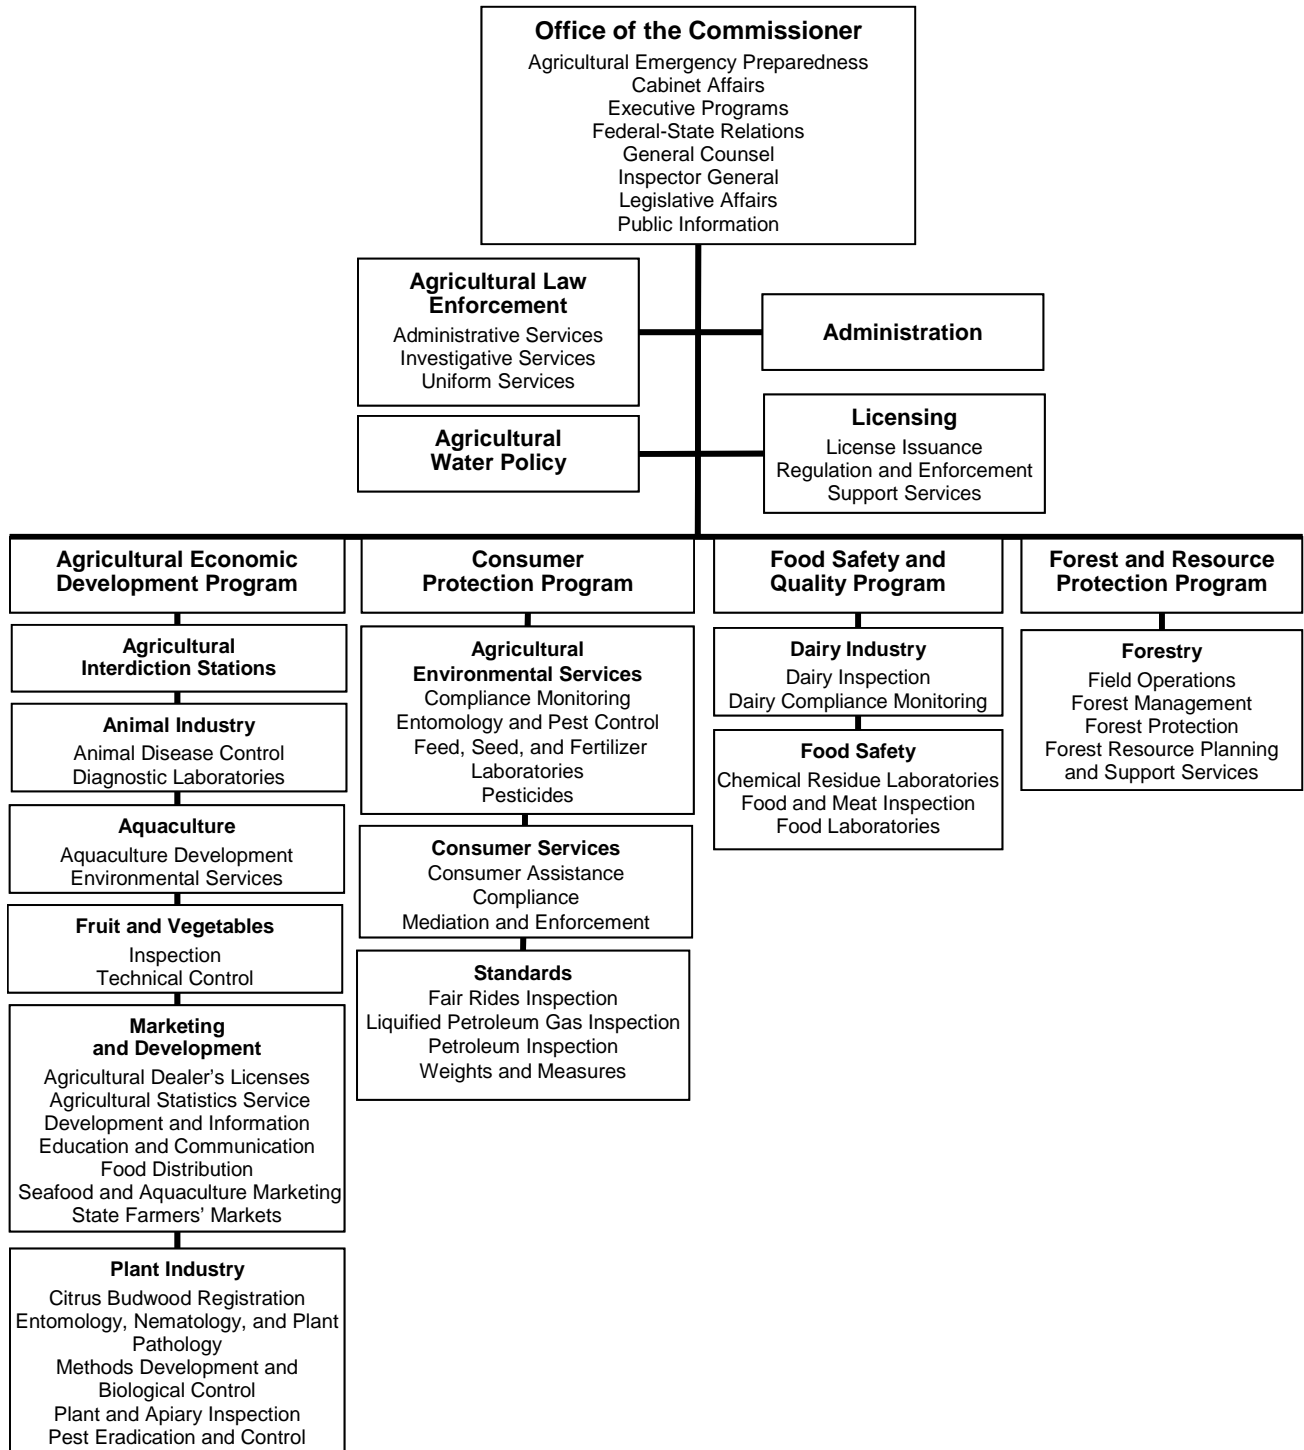 Office of the Commissioner
Agricultural Emergency Preparedness
Cabinet Affairs
Executive Programs
Federal-State Relations
General Counsel
Inspector General
Legislative Affairs
Public Information
Agricultural Law
Enforcement
Administrative Services
Investigative Services
Uniform Services
Administration
Agricultural
Water Policy
Licensing
License Issuance
Regulation and Enforcement
Support Services
Agricultural Economic
Development Program
Agricultural
Interdiction Stations
Animal Industry
Animal Disease Control
Diagnostic Laboratories
Aquaculture
Aquaculture Development
Environmental Services
Fruit and Vegetables
Inspection
Technical Control
Marketing
and Development
Agricultural Dealer’s Licenses
Agricultural Statistics Service
Development and Information
Education and Communication
Food Distribution
Seafood and Aquaculture Marketing
State Farmers’ Markets
Plant Industry
Citrus Budwood Registration
Entomology, Nematology, and Plant
Pathology
Methods Development and
Biological Control
Plant and Apiary Inspection
Pest Eradication and Control
Consumer
Protection Program
Agricultural
Environmental Services
Compliance Monitoring
Entomology and Pest Control
Feed, Seed, and Fertilizer
Laboratories
Pesticides
Consumer Services
Consumer Assistance
Compliance
Mediation and Enforcement
Standards
Fair Rides Inspection
Liquified Petroleum Gas Inspection
Petroleum Inspection
Weights and Measures
Food Safety and
Quality Program
Dairy Industry
Dairy Inspection
Dairy Compliance Monitoring
Food Safety
Chemical Residue Laboratories
Food and Meat Inspection
Food Laboratories
Forest and Resource
Protection Program
Forestry
Field Operations
Forest Management
Forest Protection
Forest Resource Planning
and Support Services